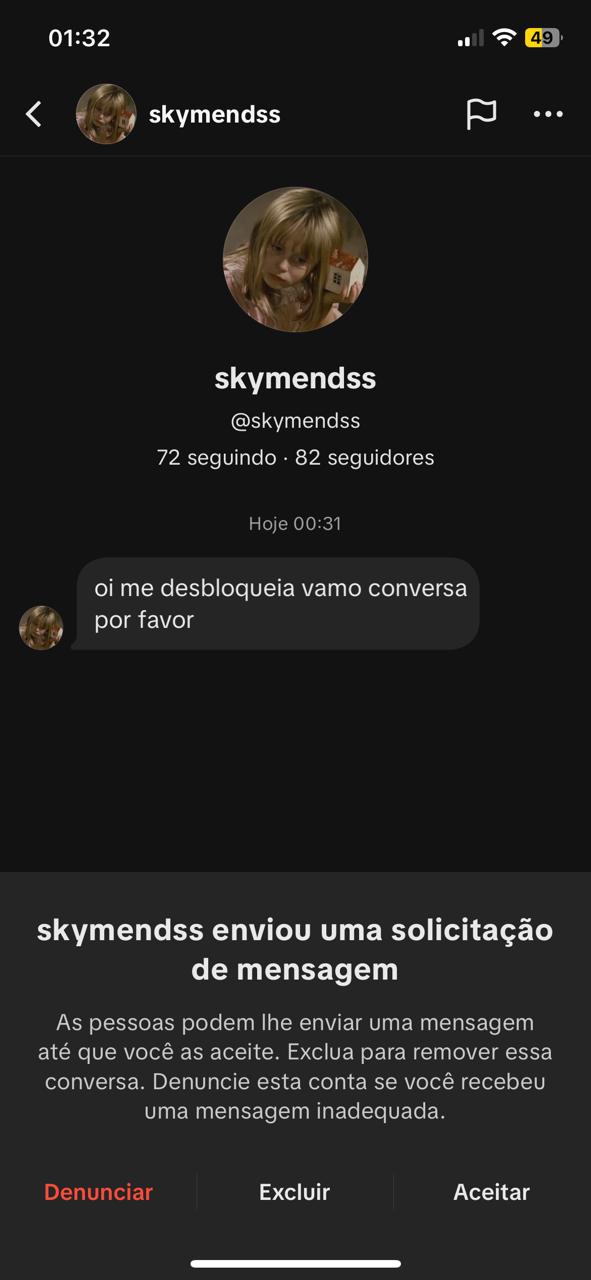 01:32
49
skymendss
skymendss
@skymendss
72 seguindo · 82 seguidores
Hoje 00:31
oi me desbloqueia vamo conversa
por favor
skymendss enviou uma solicitação
de mensagem
As pessoas podem lhe enviar uma mensagem
até que você as aceite. Exclua para remover essa
conversa. Denuncie esta conta se você recebeu
uma mensagem inadequada.
Denunciar Excluir Aceitar